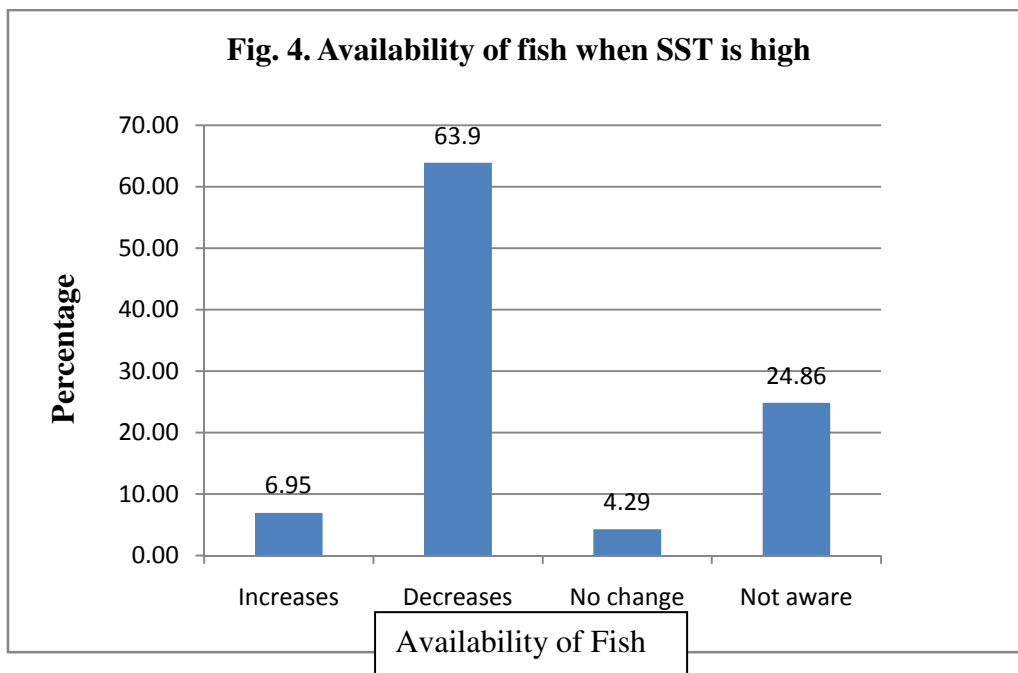 Fig. 4. Availability of fish when SST is high
Percentage
70.00
60.00
50.00
40.00
30.00
20.00
10.00
0.00
6.95
63.9
4.29
24.86
Increases
Decreases
No change
Not aware
Availability of Fish